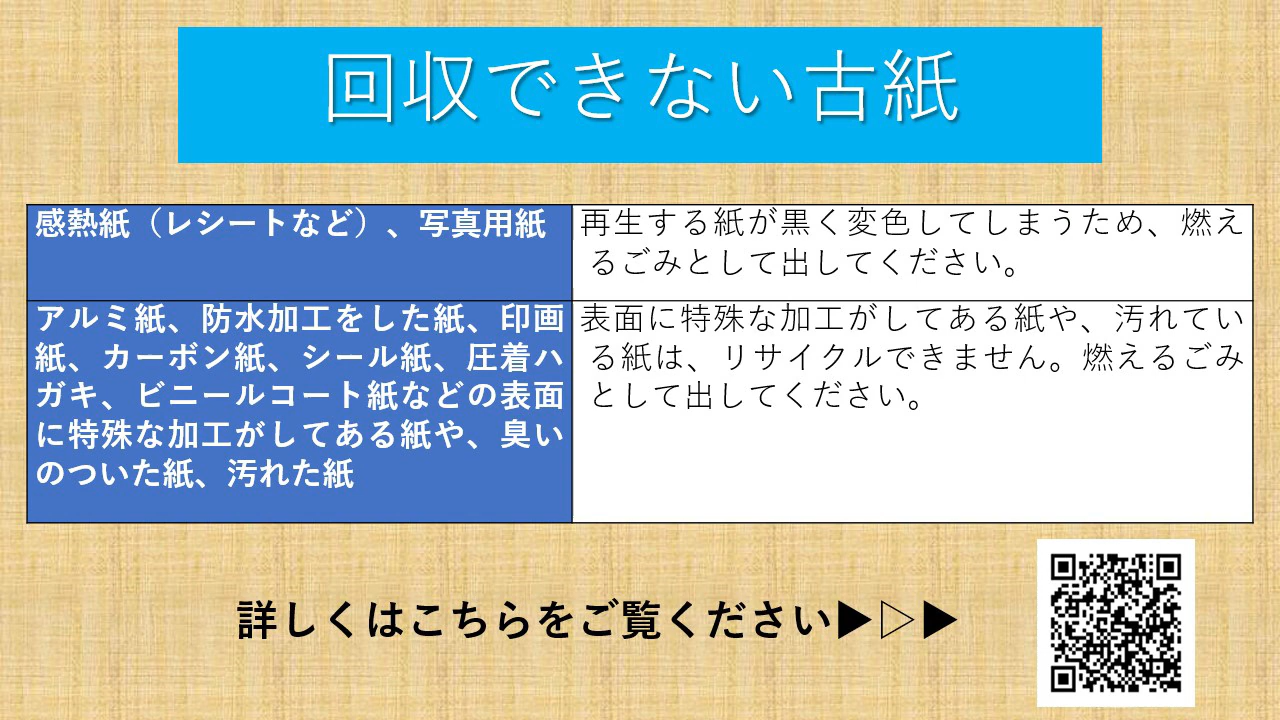 回収できない古紙
感熱紙（レシートなど）、写真用紙
再生する紙が黒く変色してしまうため、燃え
るごみとして出してください。
アルミ紙、防水加工をした紙、印画
紙、カーボン紙、シール紙、圧着ハ
ガキ、ビニールコート紙などの表面
に特殊な加工がしてある紙や、臭い
のついた紙、汚れた紙
表面に特殊な加工がしてある紙や、汚れてい
る紙は、リサイクルできません。燃えるごみ
として出してください。
詳しくはこちらをご覧ください▶▷▶